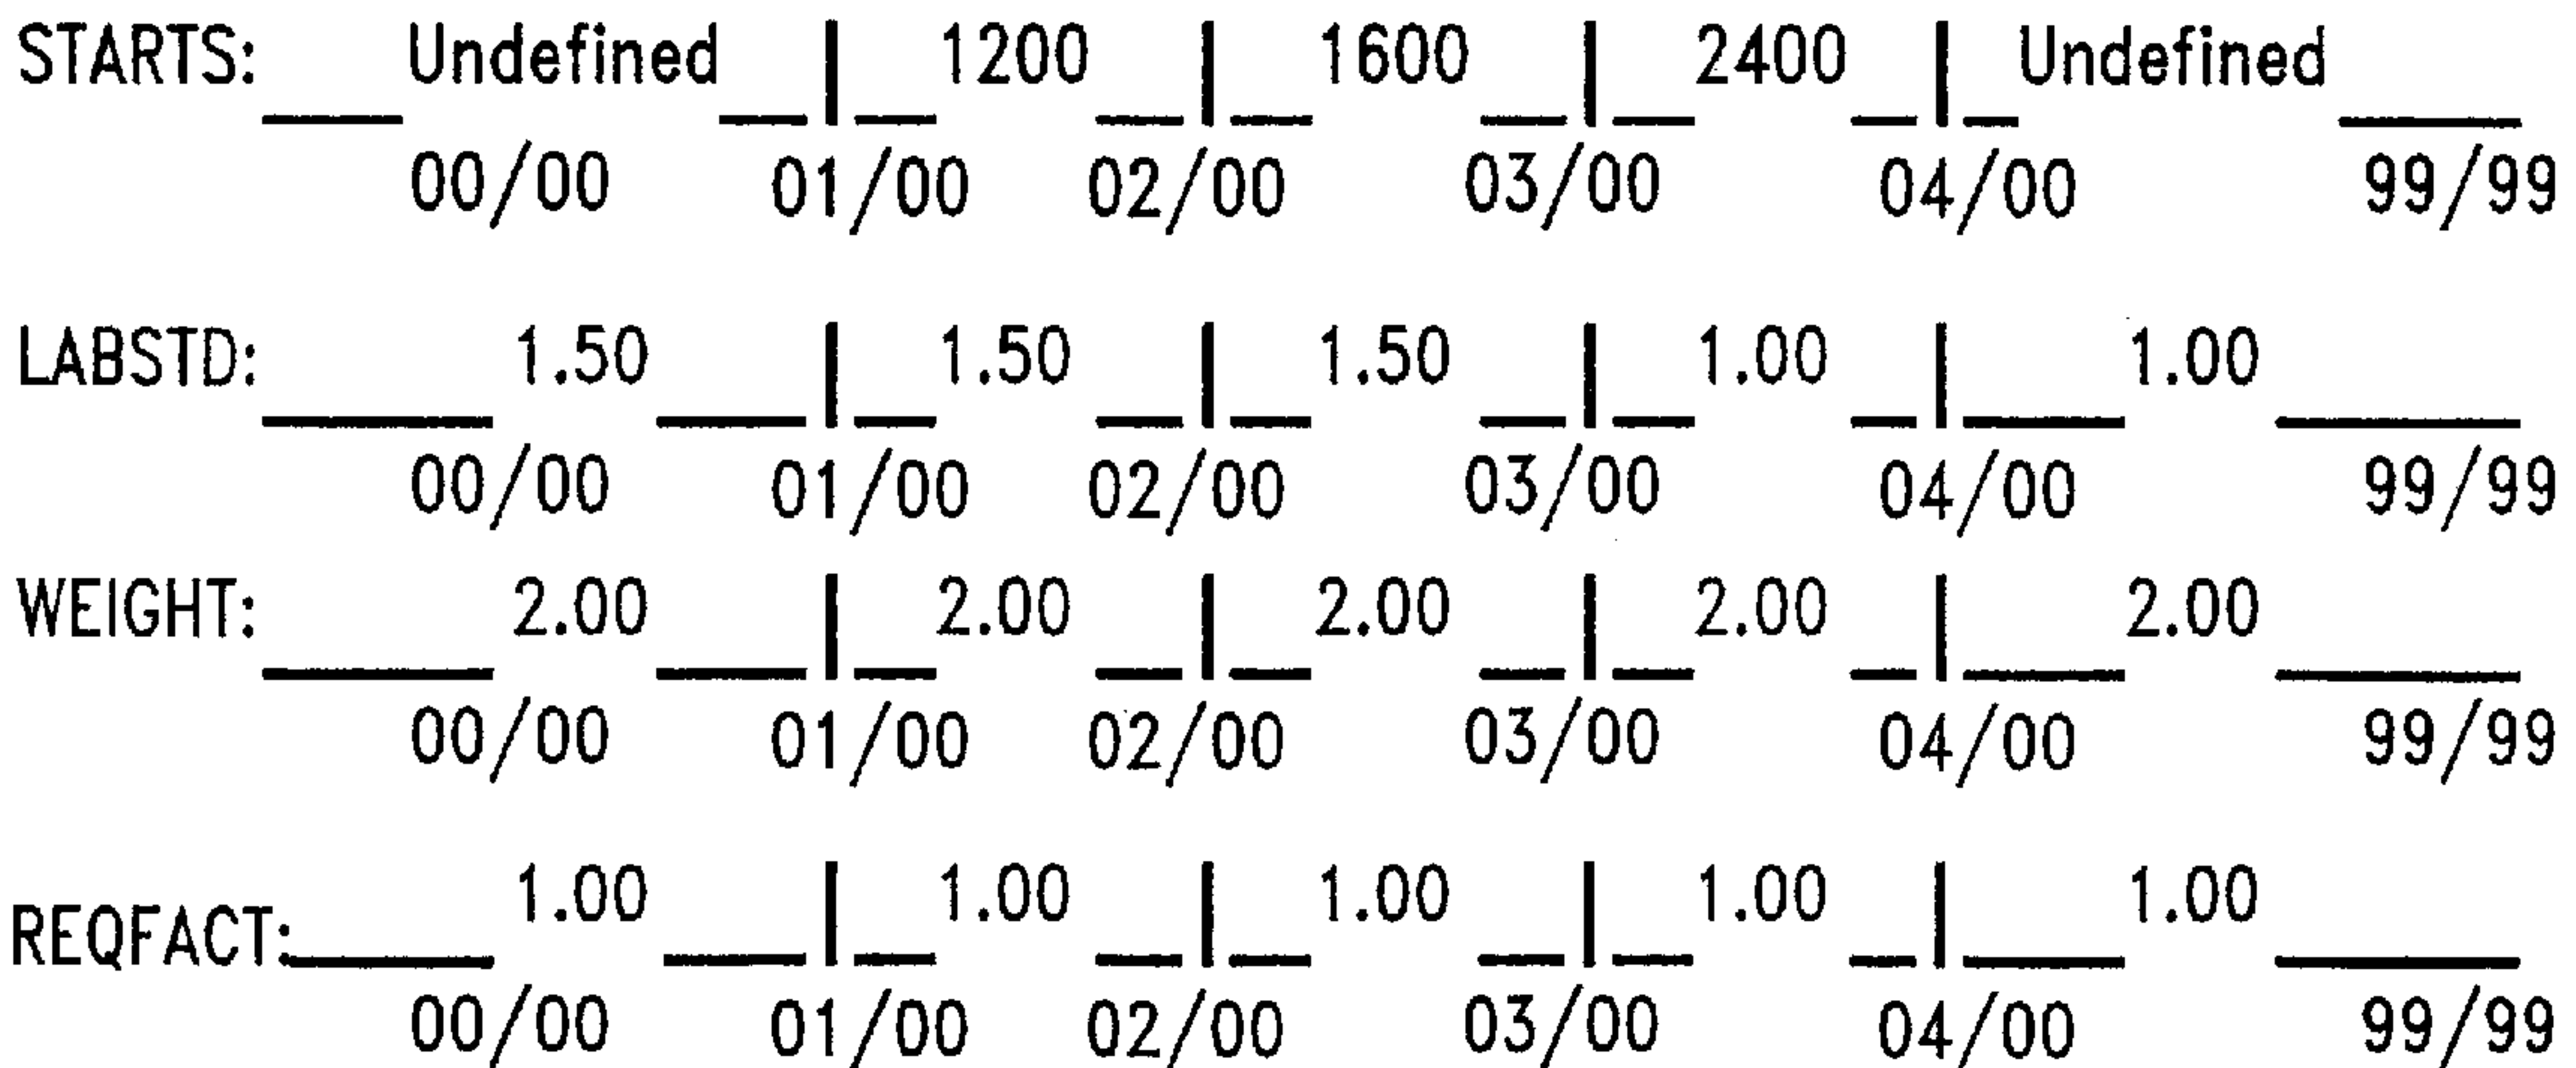 STARTS: Undefined 1200 1600 2400 Undefined
00/00 01/00 02/00 03/00 04/00 99/99
LABSTD: 1.50 1.50 1.50 1.00 1.00
00/00 01/00 02/00 03/00 04/00 99/99
WEIGHT: 2.00 2.00 2.00 2.00 2.00
00/00 01/00 02/00 03/00 04/00 99/99
REQFACT: 1.00 1.00 1.00 1.00 1.00
00/00 01/00 02/00 03/00 04/00 99/99